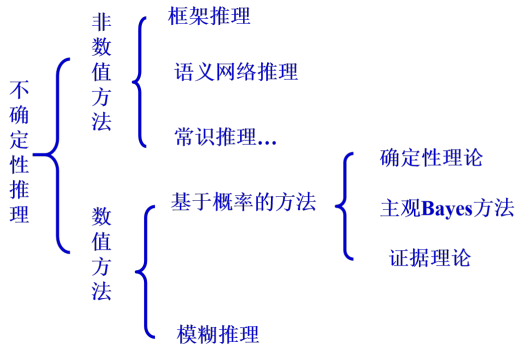 不确定性推理
非数值方法
框架推理
语义网络推理
常识推理...
数值方法
基于概率的方法
确定性理论
主观Bayes方法
证据理论
模糊推理